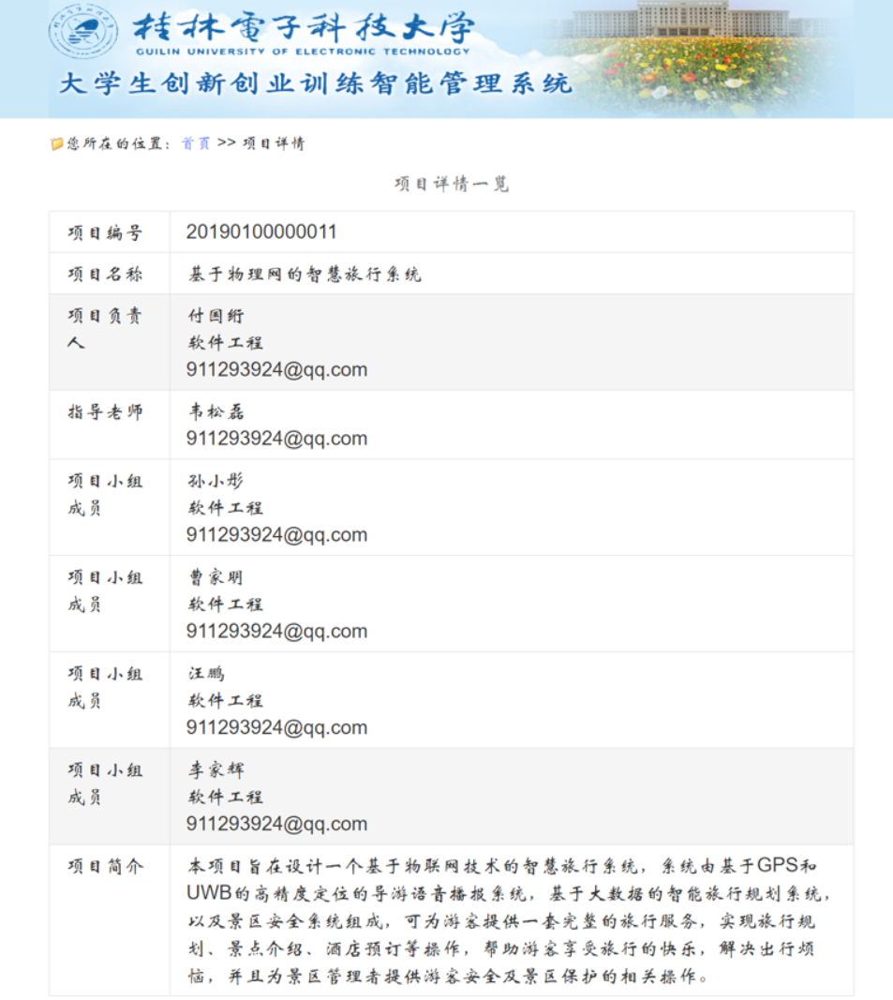 桂林電子科技大学
GUILIN UNIVERSITY OF ELECTRONIC TECHNOLOGY
大学生创新创业训练智能管理系统
您所在的位置：首页 >> 项目详情
项目详情一览
项目编号 20190100000011
项目名称 基于物理网的智慧旅行系统
项目负责人 付国绗
软件工程
911293924@qq.com
指导老师 韦松磊
911293924@qq.com
项目小组成员 孙小彤
软件工程
911293924@qq.com
项目小组成员 曹家明
软件工程
911293924@qq.com
项目小组成员 汪鹏
软件工程
911293924@qq.com
项目小组成员 李家辉
软件工程
911293924@qq.com
项目简介 本项目旨在设计一个基于物联网技术的智慧旅行系统，系统由基于GPS和
UWB的高精度定位的导游语音播报系统，基于大数据的智能旅行规划系统，
以及景区安全系统组成，可为游客提供一套完整的旅行服务，实现旅行规
划、景点介绍、酒店预订等操作，帮助游客享受旅行的快乐，解决出行烦
恼，并且为景区管理者提供游客安全及景区保护的相关操作。